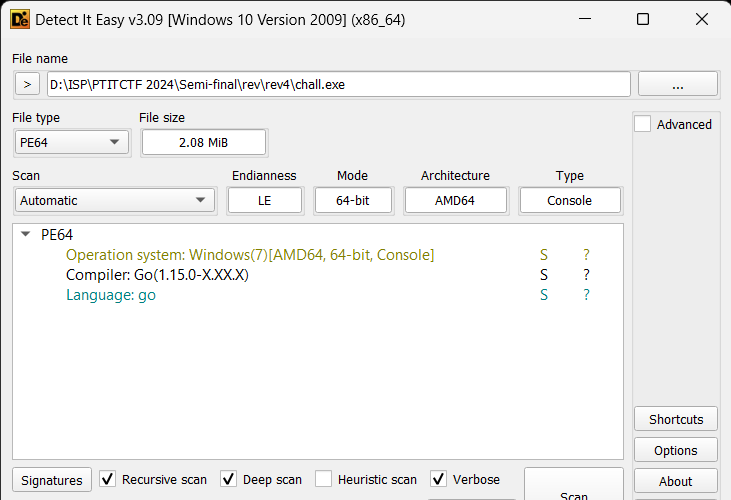 Detect It Easy v3.09 [Windows 10 Version 2009] (x86_64)
File name
> D:\ISP\PTITCTF 2024\Semi-final\rev\rev4\chall.exe ...
File type File size Advanced
PE64 2.08 MiB
Scan Endianness Mode Architecture Type
Automatic LE 64-bit AMD64 Console
PE64
Operation system: Windows(7)[AMD64, 64-bit, Console] S ?
Compiler: Go(1.15.0-X.XX.X) S ?
Language: go S ?
Shortcuts
Options
Signatures Recursive scan Deep scan Heuristic scan Verbose About
Scan